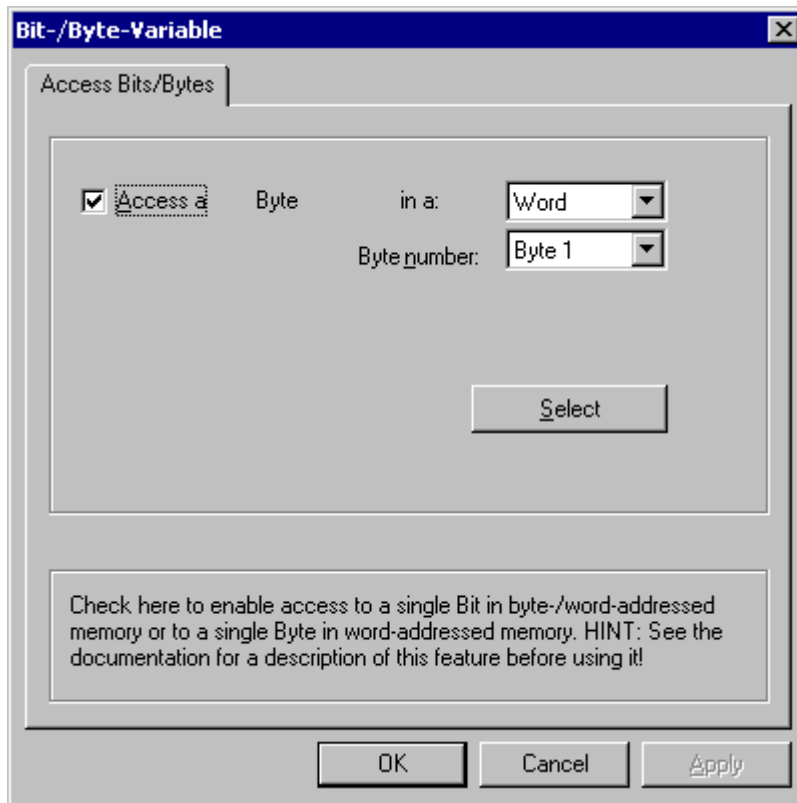 Bit-/Byte-Variable
Access Bits/Bytes
Access a Byte in a: Word
Byte number: Byte 1
Select
Check here to enable access to a single Bit in byte-/word-addressed
memory or to a single Byte in word-addressed memory. HINT: See the
documentation for a description of this feature before using it!
OK Cancel Apply